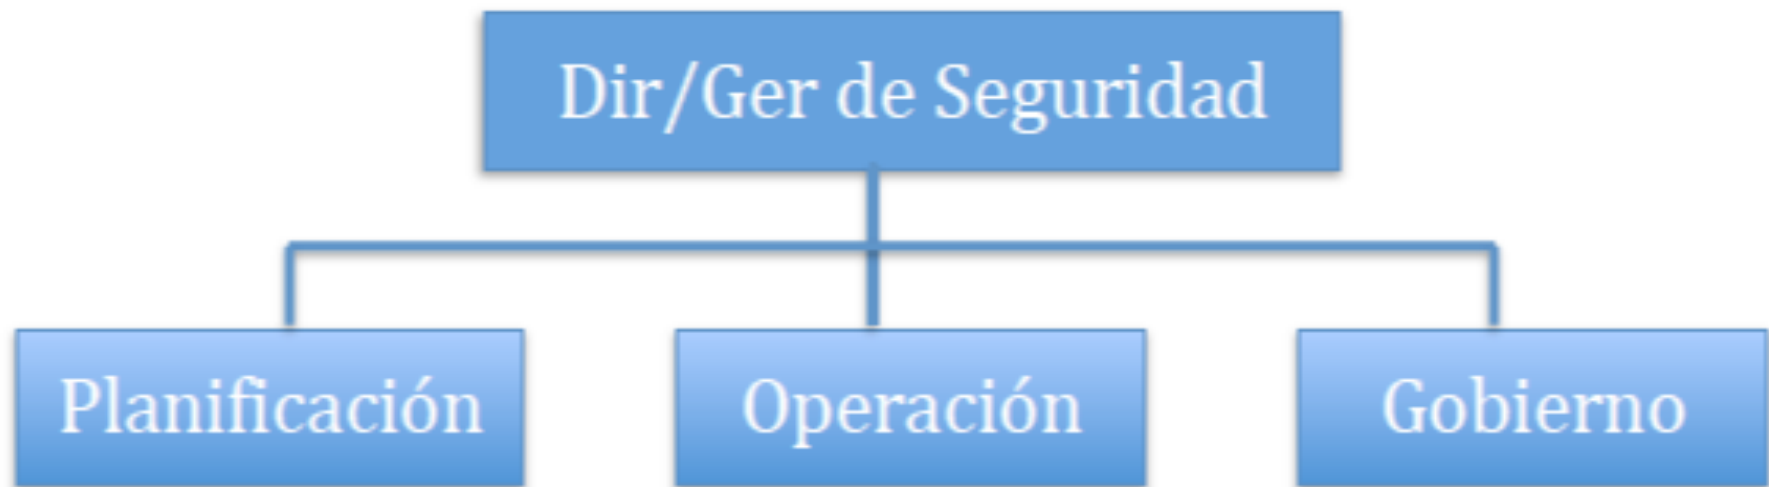 Dir/Ger de Seguridad
Planificación
Operación
Gobierno